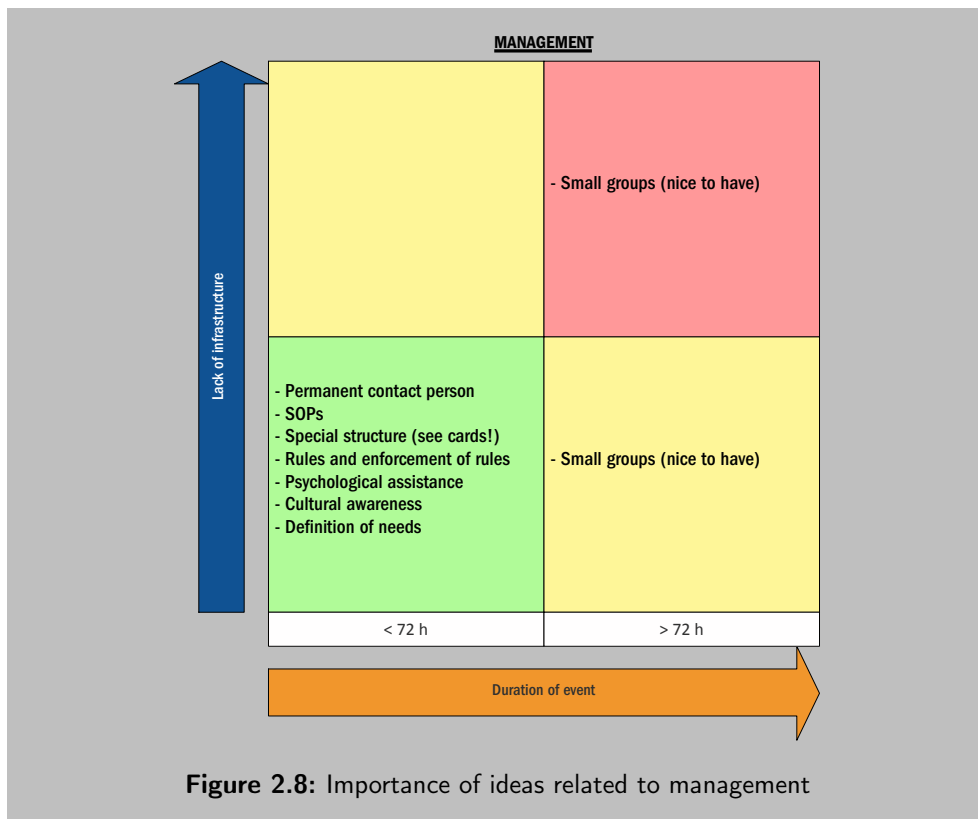 MANAGEMENT
- Small groups (nice to have)
Lack of infrastructure
- Permanent contact person
- SOPs
- Special structure (see cards!)
- Rules and enforcement of rules
- Psychological assistance
- Cultural awareness
- Definition of needs
- Small groups (nice to have)
< 72 h
> 72 h
Duration of event
Figure 2.8: Importance of ideas related to management